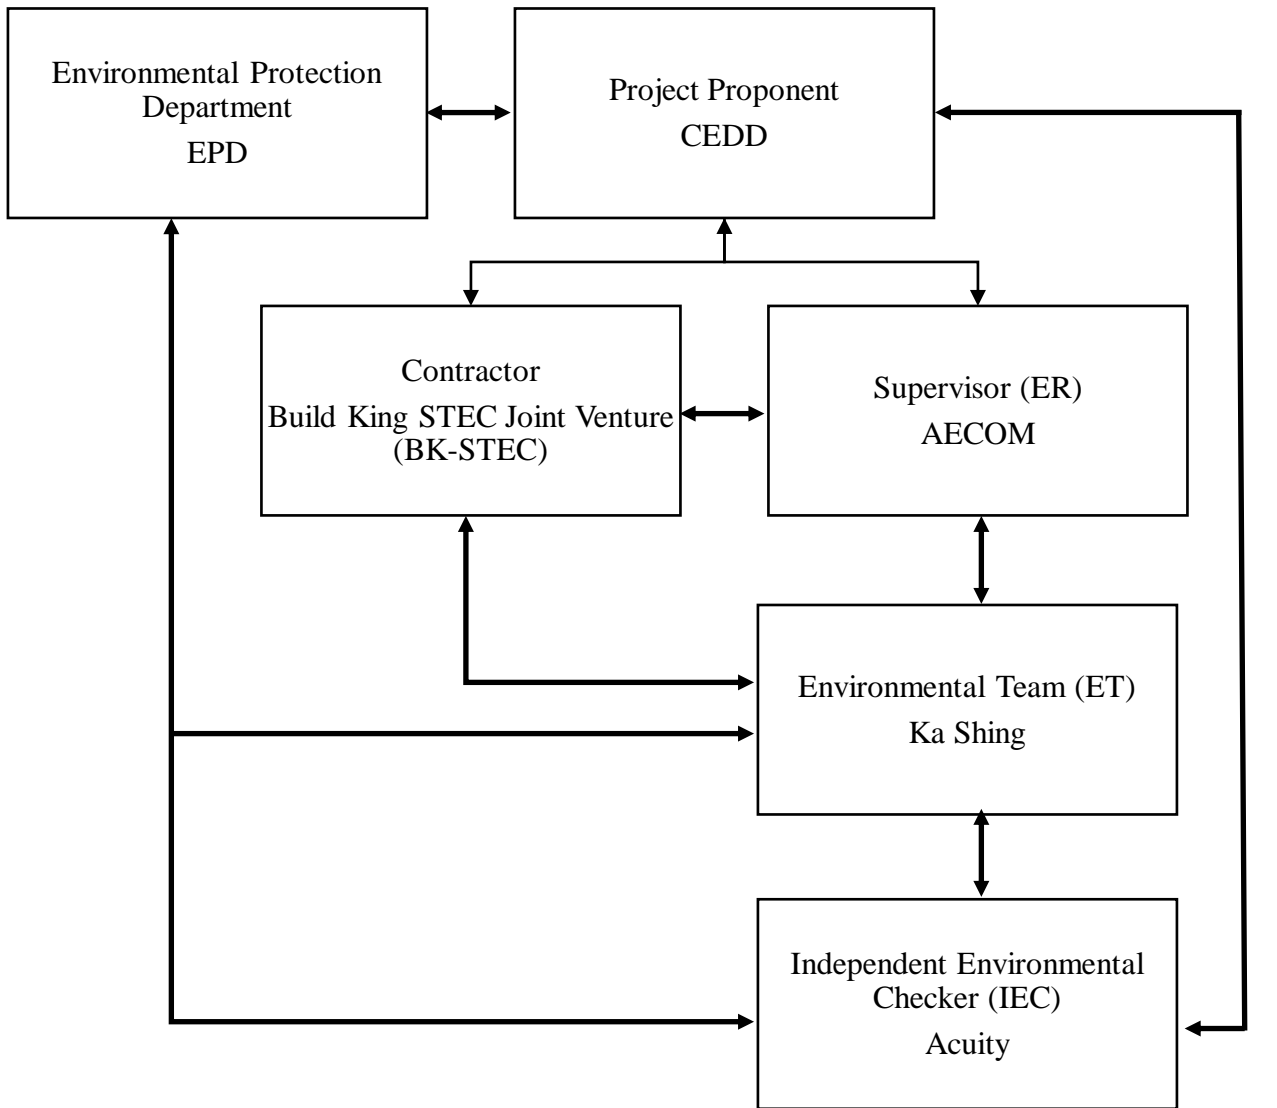 Environmental Protection
Department
EPD
Project Proponent
CEDD
Contractor
Build King STEC Joint Venture
(BK-STEC)
Supervisor (ER)
AECOM
Environmental Team (ET)
Ka Shing
Independent Environmental
Checker (IEC)
Acuity